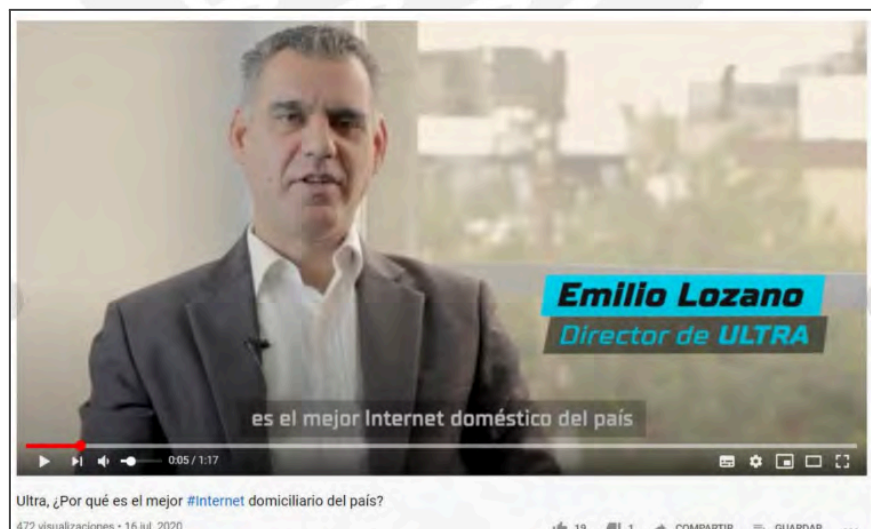 Emilio Lozano
Director de ULTRA
es el mejor Internet doméstico del país
0:05 / 1:17
Ultra, ¿Por qué es el mejor #Internet domiciliario del país?
472 visualizaciones • 16 jul. 2020 19 1 COMPARTIR GUARDAR